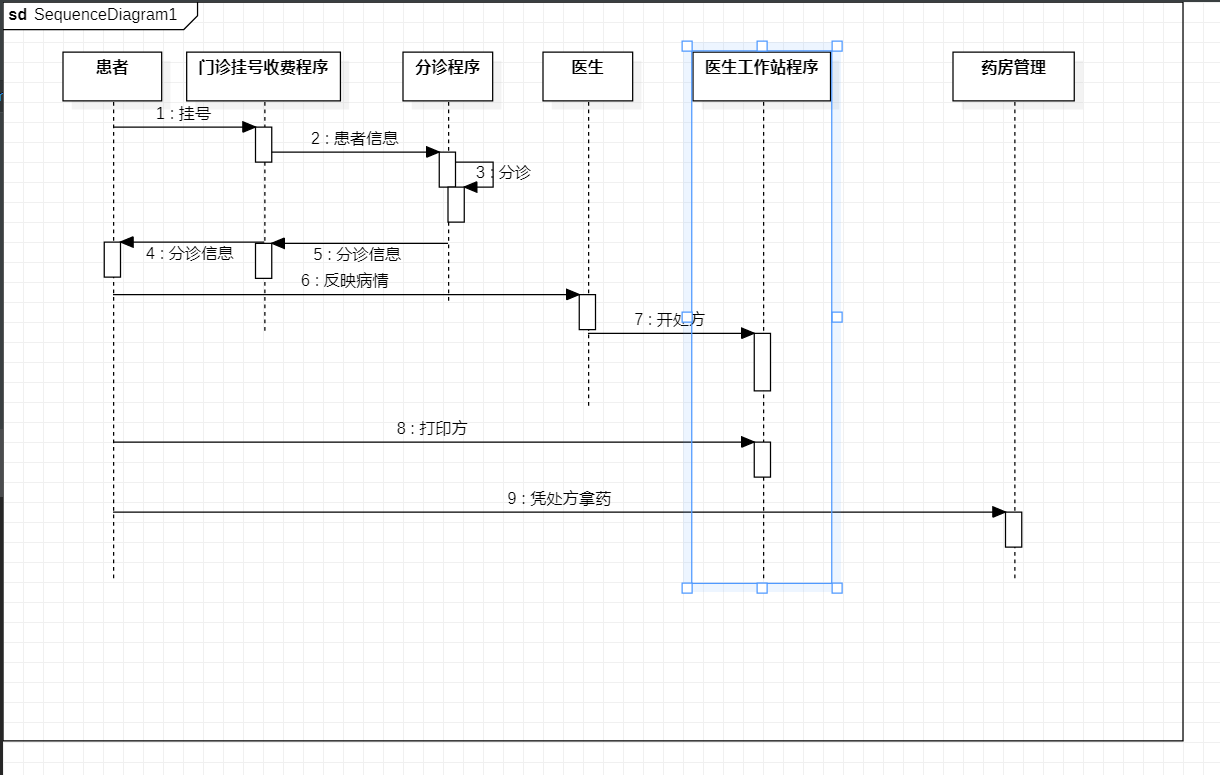 sd SequenceDiagram1
患者 门诊挂号收费程序 分诊程序 医生 医生工作站程序 药房管理
1 : 挂号
2 : 患者信息
3 : 分诊
4 : 分诊信息
5 : 分诊信息
6 : 反映病情
7 : 开处方
8 : 打印方
9 : 凭处方拿药